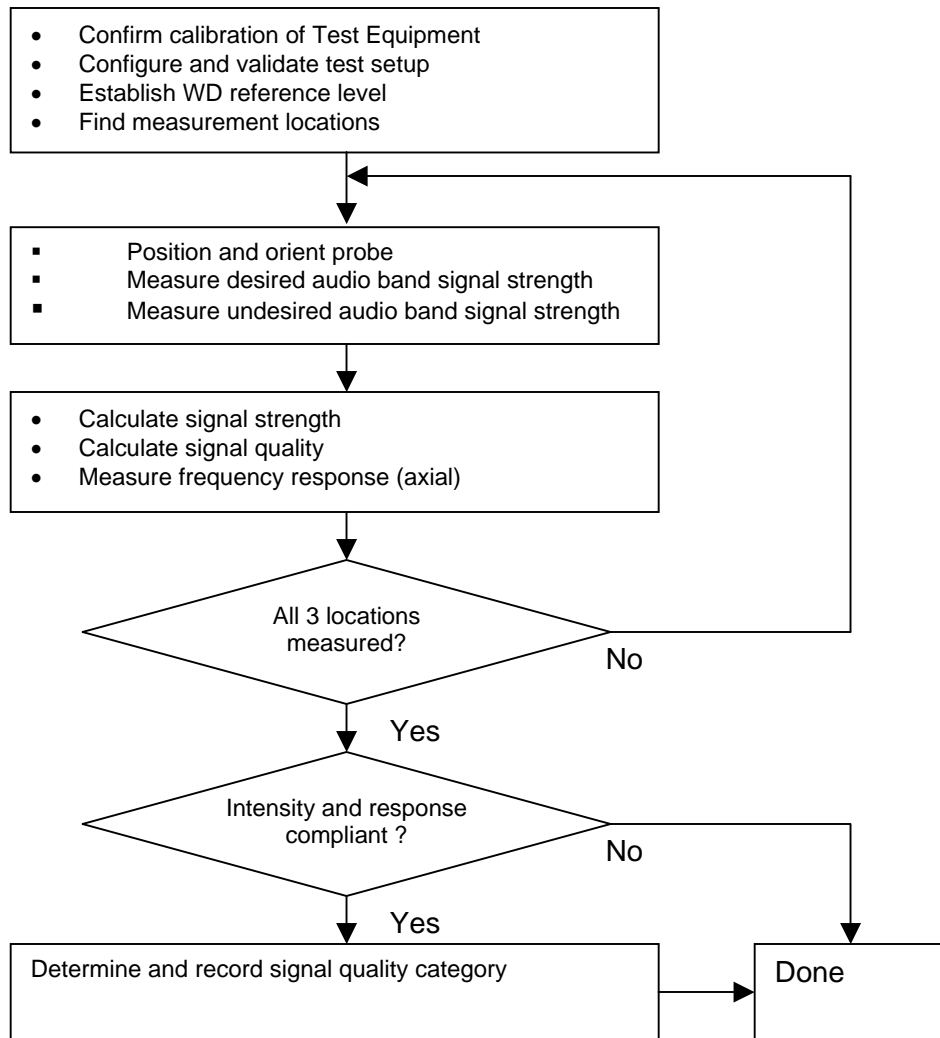 • Confirm calibration of Test Equipment
• Configure and validate test setup
• Establish WD reference level
• Find measurement locations
▪ Position and orient probe
▪ Measure desired audio band signal strength
▪ Measure undesired audio band signal strength
• Calculate signal strength
• Calculate signal quality
• Measure frequency response (axial)
All 3 locations
measured?
No
Yes
Intensity and response
compliant ?
No
Yes
Determine and record signal quality category
Done